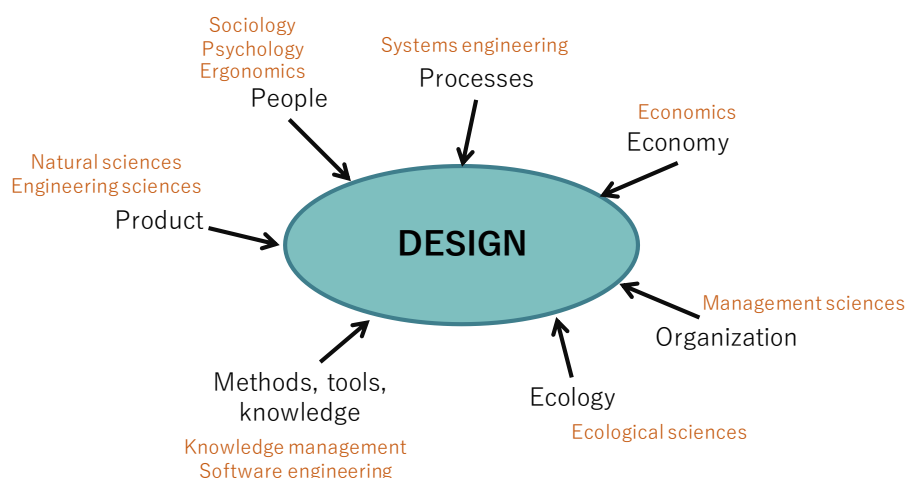 Sociology
Psychology
Ergonomics
People
Systems engineering
Processes
Economics
Economy
Natural sciences
Engineering sciences
Product
DESIGN
Management sciences
Organization
Methods, tools,
knowledge
Knowledge management
Software engineering
Ecology
Ecological sciences